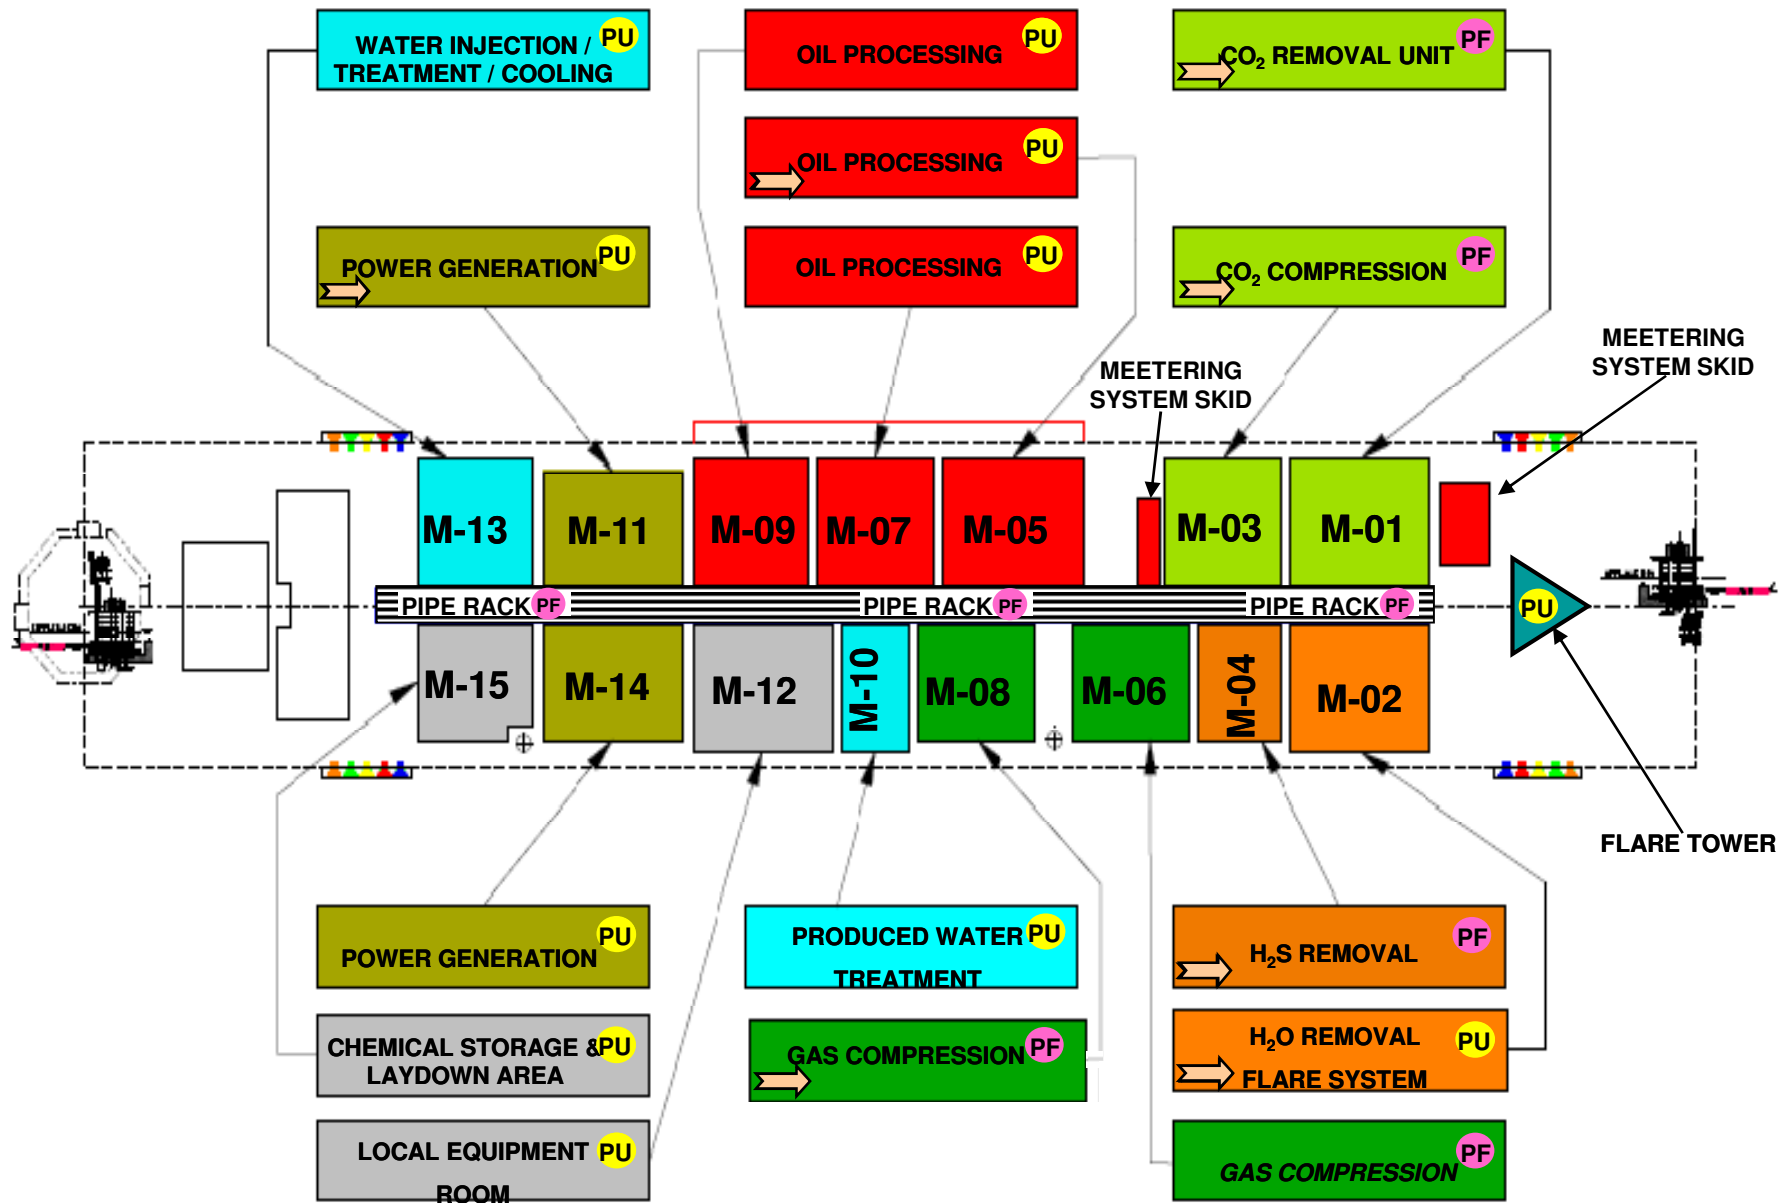 WATER INJECTION / PU
TREATMENT / COOLING
OIL PROCESSING PU
CO₂ REMOVAL UNIT PF
OIL PROCESSING PU
POWER GENERATION PU
OIL PROCESSING PU
CO₂ COMPRESSION PF
MEETERING
SYSTEM SKID
MEETERING
SYSTEM SKID
M-13
M-11
M-09
M-07
M-05
M-03
M-01
PIPE RACK PF
PIPE RACK PF
PIPE RACK PF
PU
M-15
M-14
M-12
M-10
M-08
M-06
M-04
M-02
FLARE TOWER
POWER GENERATION PU
PRODUCED WATER PU
TREATMENT
H₂S REMOVAL PF
CHEMICAL STORAGE & PU
LAYDOWN AREA
GAS COMPRESSION PF
H₂O REMOVAL PU
FLARE SYSTEM
LOCAL EQUIPMENT PU
ROOM
GAS COMPRESSION PF